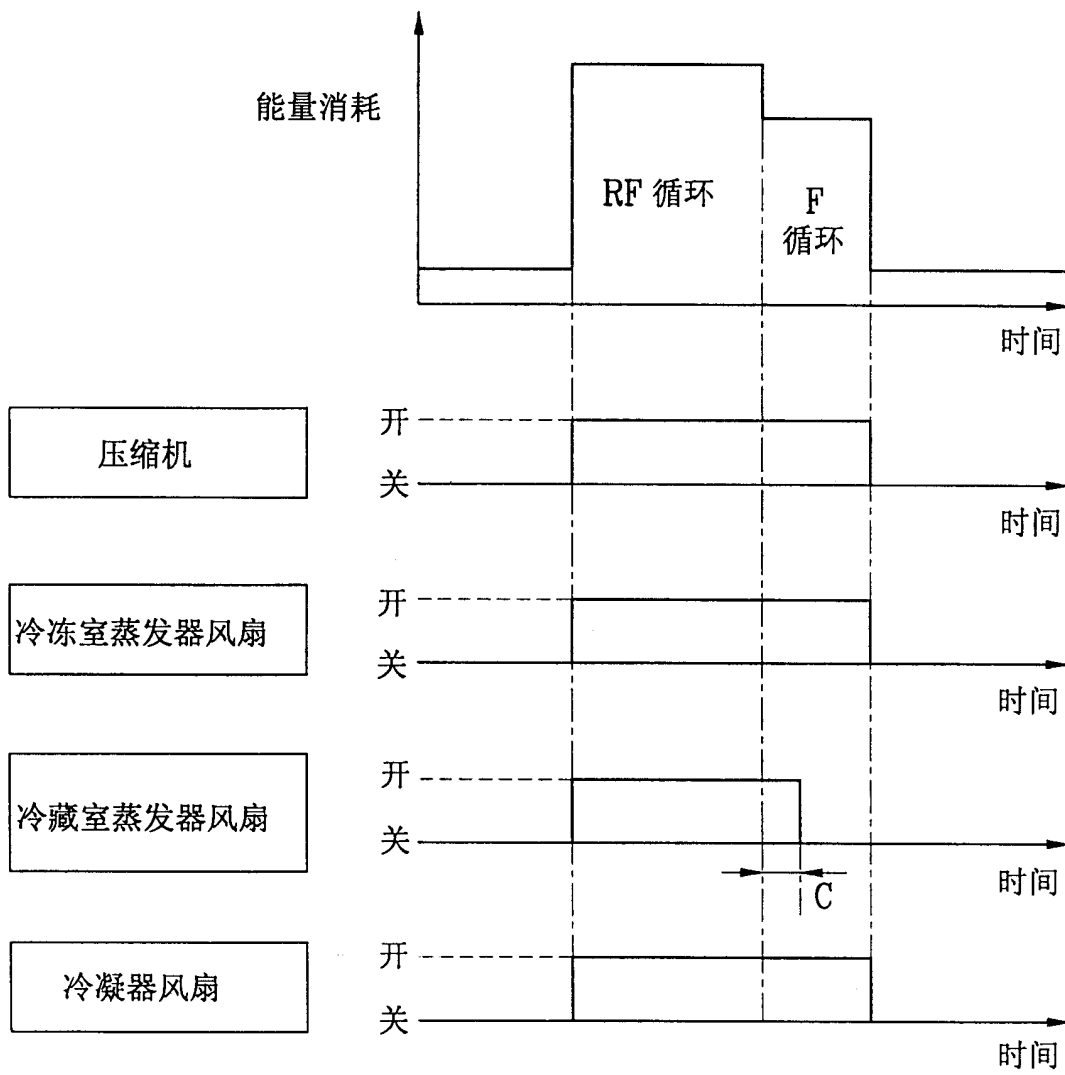 能量消耗
RF 循环
F
循环
时间
压缩机
开
关
时间
冷冻室蒸发器风扇
开
关
时间
冷藏室蒸发器风扇
开
关
C
时间
冷凝器风扇
开
关
时间